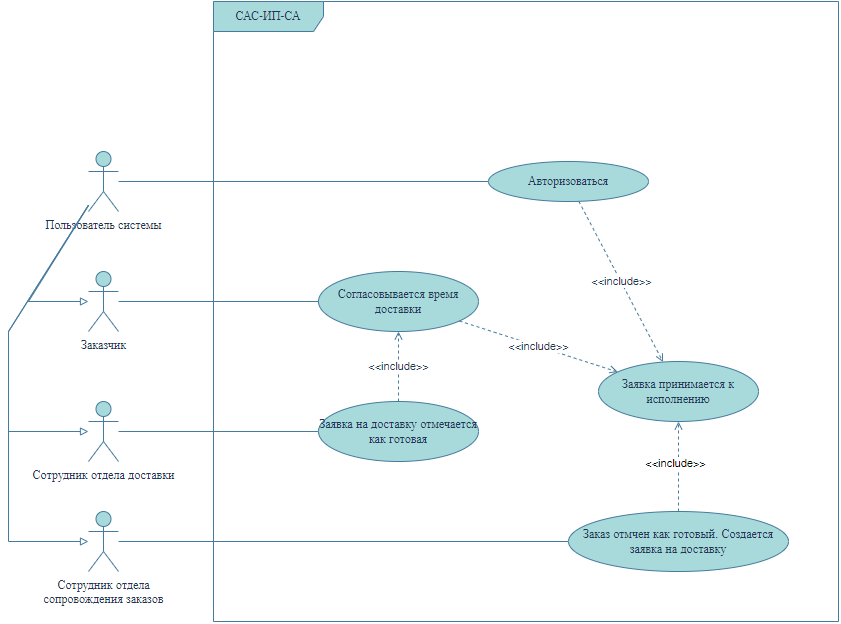 САС-ИП-СА
Авторизоваться
Пользователь системы
<<include>>
Согласовывается время
доставки
Заказчик
<<include>>
<<include>>
Заявка принимается к
исполнению
Заявка на доставку отмечается
как готовая
Сотрудник отдела доставки
<<include>>
Заказ отмчен как готовый. Создается
заявка на доставку
Сотрудник отдела
сопровождения заказов